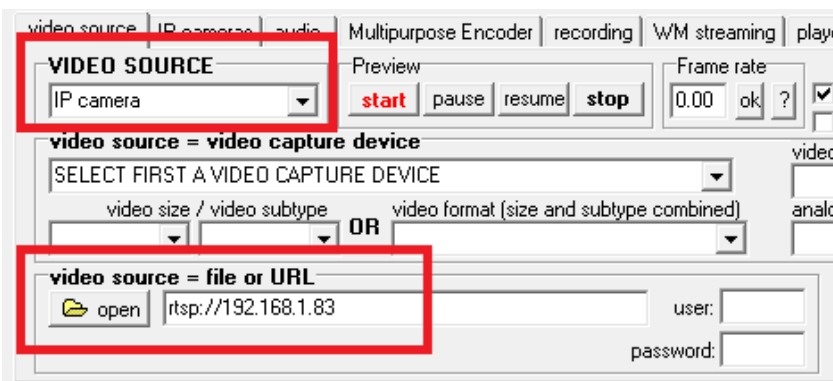 video source IP cameras audio Multipurpose Encoder recording WM streaming playe
VIDEO SOURCE Preview Frame rate
IP camera start pause resume stop 0.00 ok ?
video source = video capture device video
SELECT FIRST A VIDEO CAPTURE DEVICE
video size / video subtype OR video format (size and subtype combined) analo
video source = file or URL
open rtsp://192.168.1.83 user:
password: